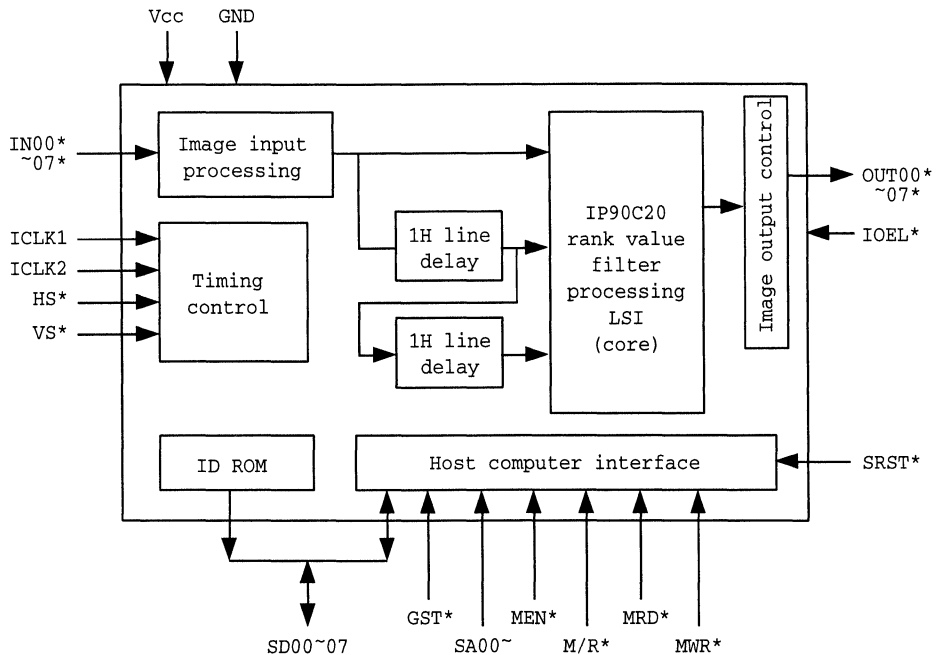 Vcc
GND
IN00*
~07*
Image input
processing
ICLK1
ICLK2
HS*
VS*
Timing
control
1H line
delay
1H line
delay
IP90C20
rank value
filter
processing
LSI
(core)
Image output control
OUT00*
~07*
IOEL*
ID ROM
Host computer interface
SRST*
SD00~07
GST*
SA00~
MEN*
M/R*
MRD*
MWR*